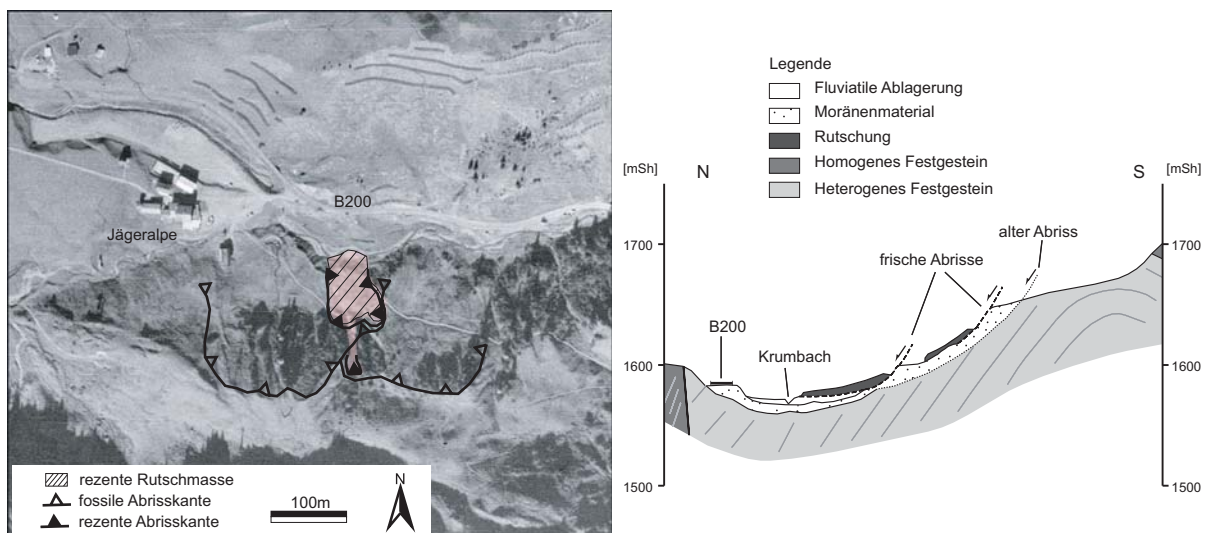 B200
Jägeralpe
rezente Rutschmasse
fossile Abrisskante
rezente Abrisskante
100m
N
Legende
Fluviatile Ablagerung
Moränenmaterial
Rutschung
Homogenes Festgestein
Heterogenes Festgestein
[mSh]
N
S
[mSh]
1700
1700
alter Abriss
frische Abrisse
B200
Krumbach
1600
1600
1500
1500